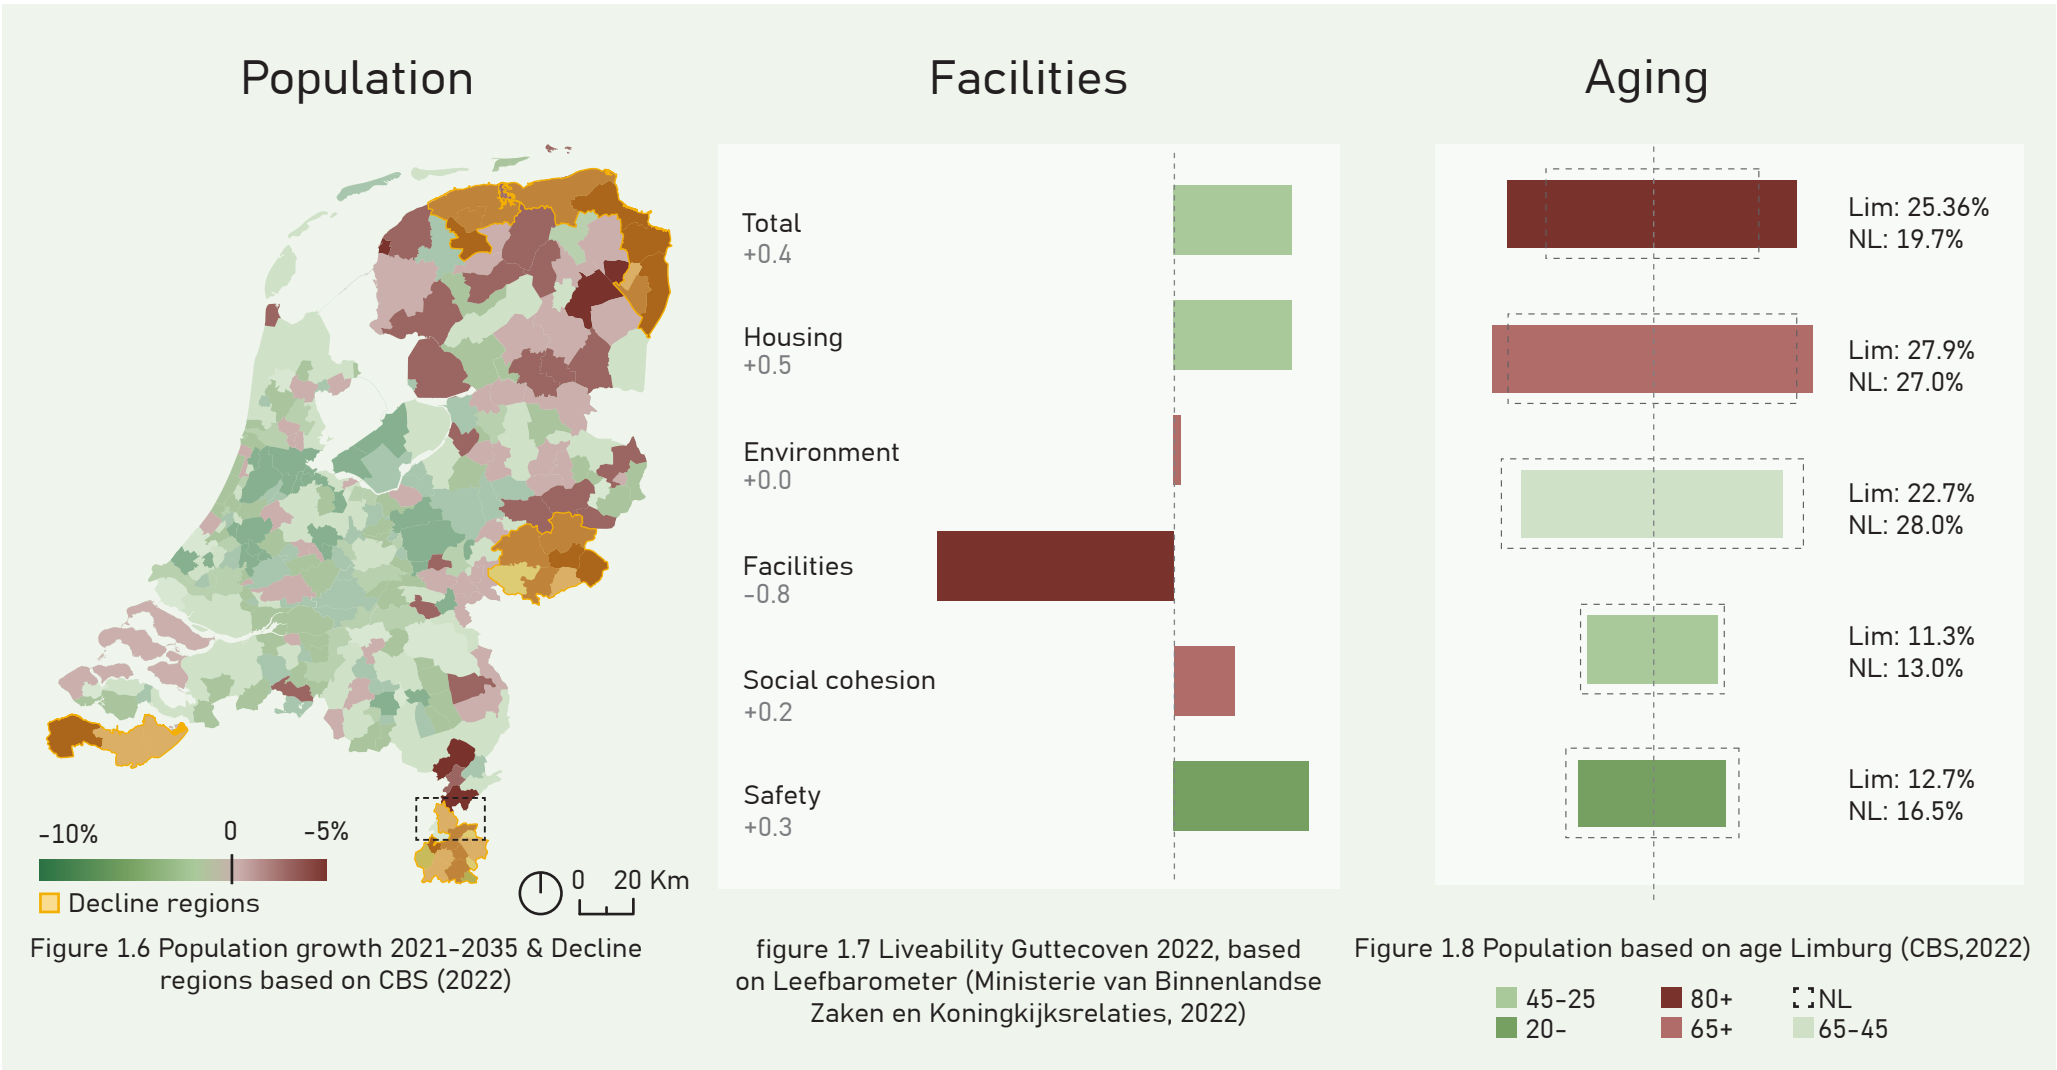 Population
-10%
0
-5%
Decline regions
0
20 Km
Figure 1.6 Population growth 2021-2035 & Decline
regions based on CBS (2022)
Facilities
Total
+0.4
Housing
+0.5
Environment
+0.0
Facilities
-0.8
Social cohesion
+0.2
Safety
+0.3
figure 1.7 Liveability Guttecoven 2022, based
on Leefbarometer (Ministerie van Binnenlandse
Zaken en Koningkijksrelaties, 2022)
Aging
Lim: 25.36%
NL: 19.7%
Lim: 27.9%
NL: 27.0%
Lim: 22.7%
NL: 28.0%
Lim: 11.3%
NL: 13.0%
Lim: 12.7%
NL: 16.5%
Figure 1.8 Population based on age Limburg (CBS,2022)
45-25
80+
NL
20-
65+
65-45